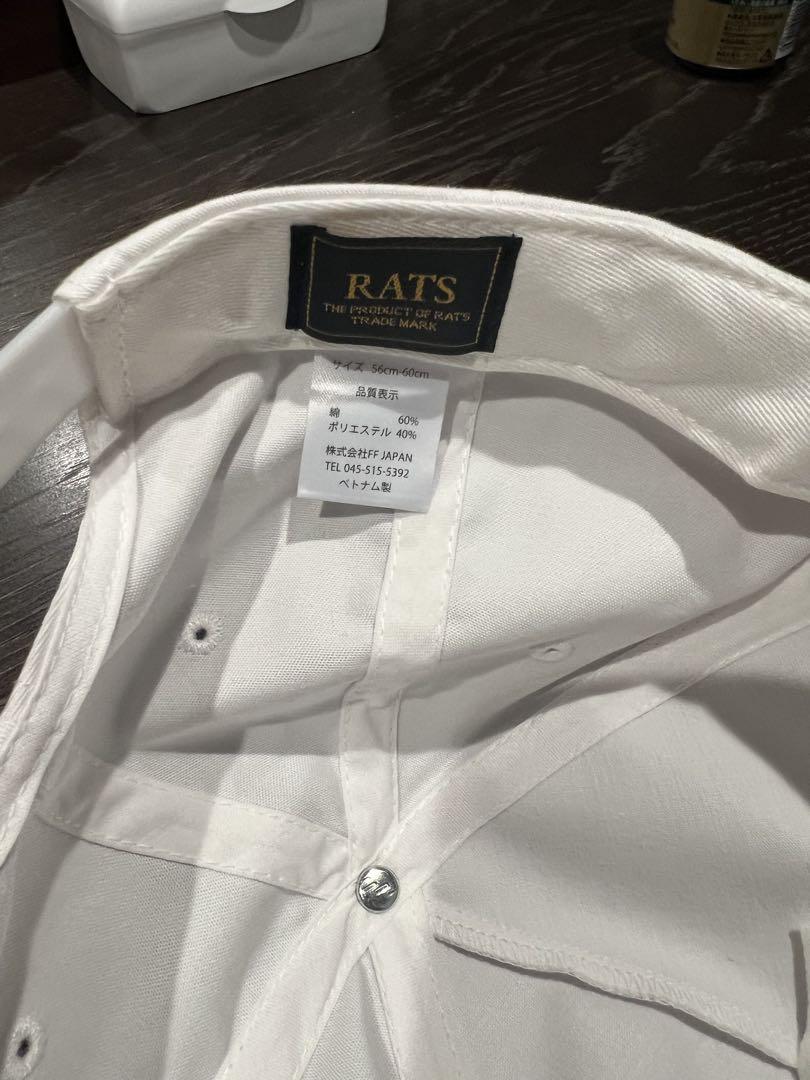 RATS
THE PRODUCT OF RATS
TRADE MARK
サイズ 56cm-60cm
品質表示
綿 60%
ポリエステル 40%
株式会社FF JAPAN
TEL 045-515-5392
ベトナム製